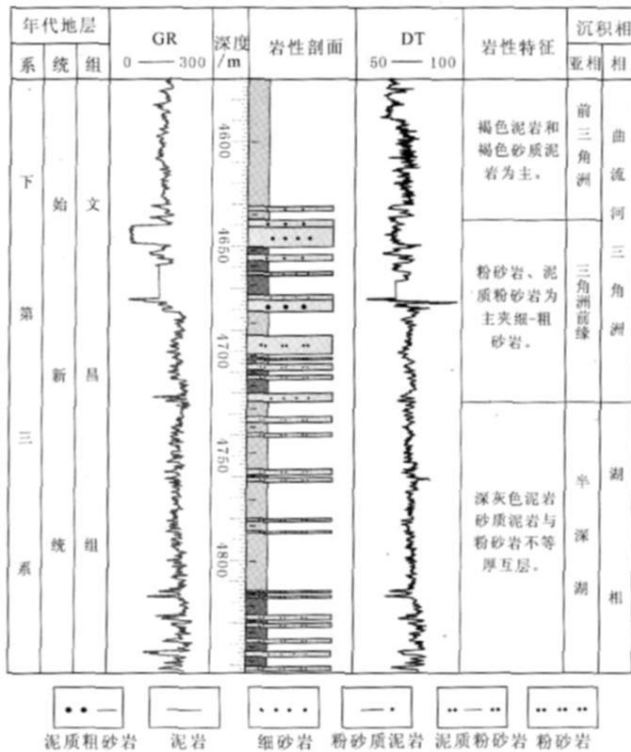 年代地层
GR
0 300
深度
/m
岩性剖面
DT
50 100
岩性特征
沉积相
系 统 组
亚相 相
下第三系
始新统
文昌组
4600
4650
4700
4750
4800
褐色泥岩和
褐色砂质泥
岩为主。
前三角洲
曲流河三角洲
粉砂岩、泥
质粉砂岩为
主夹细-粗
砂岩。
三角洲前缘
深灰色泥岩
砂质泥岩与
粉砂岩不等
厚互层。
半深湖
湖相
泥质粗砂岩
泥岩
细砂岩
粉砂质泥岩
泥质粉砂岩
粉砂岩